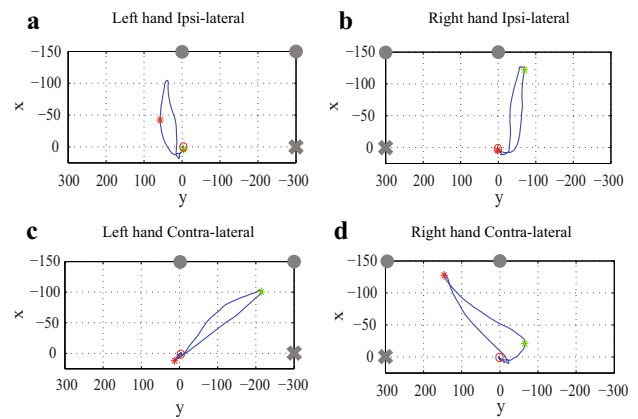 a
Left hand Ipsi-lateral
−150
−100
−50
0
x
300 200 100 0 −100 −200 −300
y
b
Right hand Ipsi-lateral
−150
−100
−50
0
x
300 200 100 0 −100 −200 −300
y
c
Left hand Contra-lateral
−150
−100
−50
0
x
300 200 100 0 −100 −200 −300
y
d
Right hand Contra-lateral
−150
−100
−50
0
x
300 200 100 0 −100 −200 −300
y